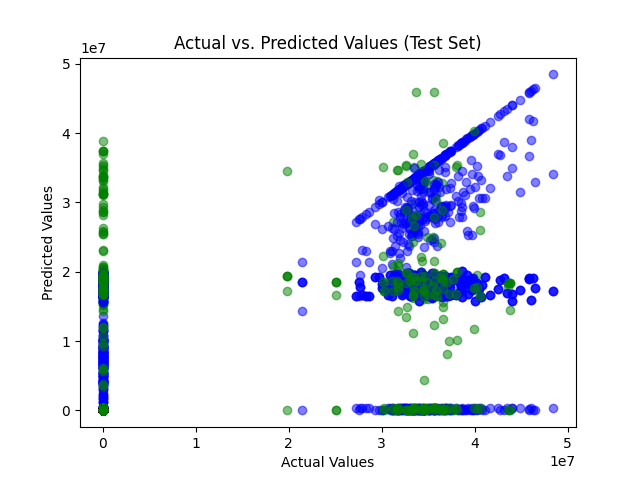 Actual vs. Predicted Values (Test Set)
1e7
5
4
3
2
1
0
Predicted Values
0
1
2
3
4
5
Actual Values
1e7